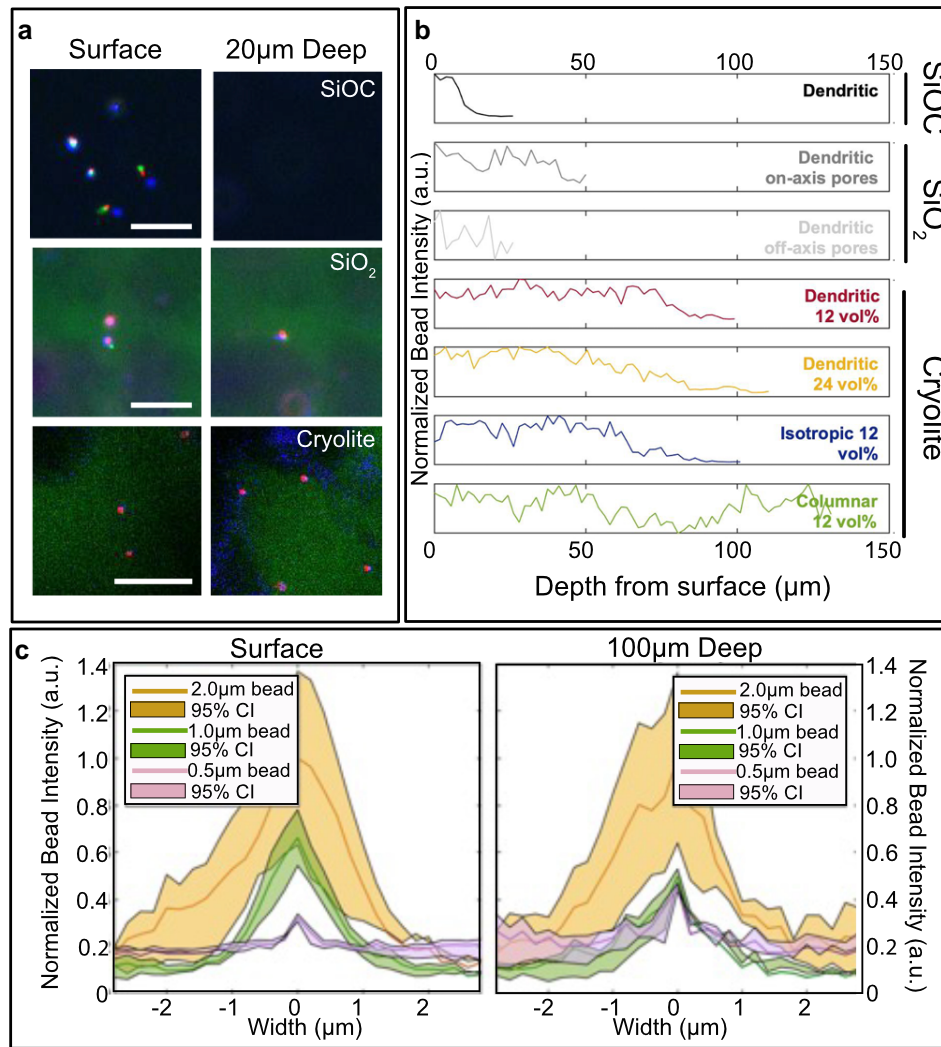 a
Surface
20µm Deep
SiOC
SiO2
Cryolite
b
0
50
100
150
Normalized Bead Intensity (a.u.)
Dendritic
SiOC
Dendritic
on-axis pores
Dendritic
off-axis pores
SiO2
Dendritic
12 vol%
Dendritic
24 vol%
Isotropic 12
vol%
Columnar
12 vol%
Cryolite
0
50
100
150
Depth from surface (µm)
c
Surface
Normalized Bead Intensity (a.u.)
1.4
1.2
1.0
0.8
0.6
0.4
0.2
0
2.0µm bead
95% CI
1.0µm bead
95% CI
0.5µm bead
95% CI
-2
-1
0
1
2
Width (µm)
100µm Deep
2.0µm bead
95% CI
1.0µm bead
95% CI
0.5µm bead
95% CI
1.4
1.2
1.0
0.8
0.6
0.4
0.2
0
Normalized Bead Intensity (a.u.)
-2
-1
0
1
2
Width (µm)